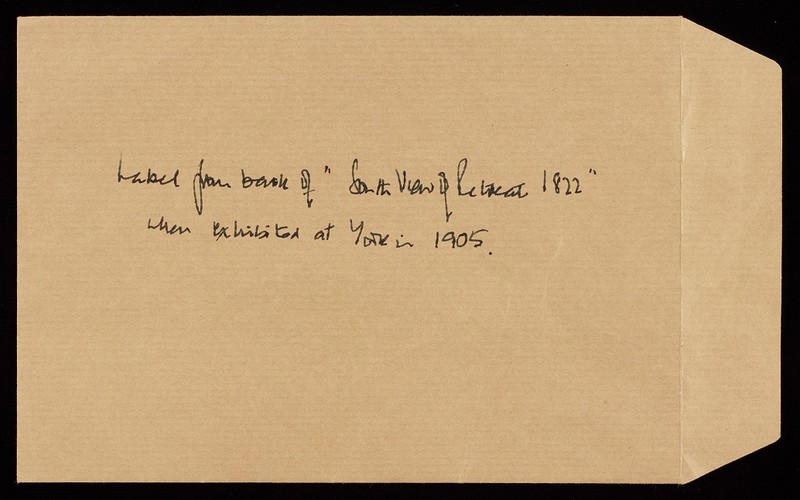 Label from back of "South View of Retreat 1822"
when exhibited at York in 1905.